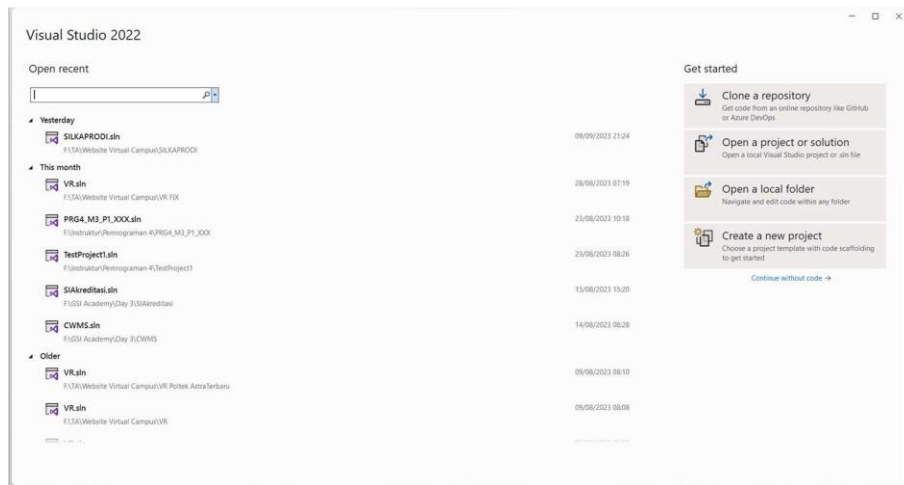 Visual Studio 2022
Open recent
Yesterday
SILKAPRODI.sln
09/09/2023 21:24
F:\TA\Website Virtual Campus\SILKAPRODI
This month
VR.sln
28/08/2023 07:19
F:\TA\Website Virtual Campus\VR FIX
PRG4_M3_P1_XXX.sln
23/08/2023 10:18
F:\Instruktur\Pemrograman 4\PRG4_M3_P1_XXX
TestProject1.sln
23/08/2023 08:26
F:\Instruktur\Pemrograman 4\TestProject1
SIAkreditasi.sln
15/08/2023 15:20
F:\GSI Academy\Day 3\SIAkreditasi
CWMS.sln
14/08/2023 08:28
F:\GSI Academy\Day 3\CWMS
Older
VR.sln
09/08/2023 08:10
F:\TA\Website Virtual Campus\VR Poltek AstraTerbaru
VR.sln
09/08/2023 08:08
F:\TA\Website Virtual Campus\VR
Get started
Clone a repository
Get code from an online repository like GitHub
or Azure DevOps
Open a project or solution
Open a local Visual Studio project or .sln file
Open a local folder
Navigate and edit code within any folder
Create a new project
Choose a project template with code scaffolding
to get started
Continue without code →